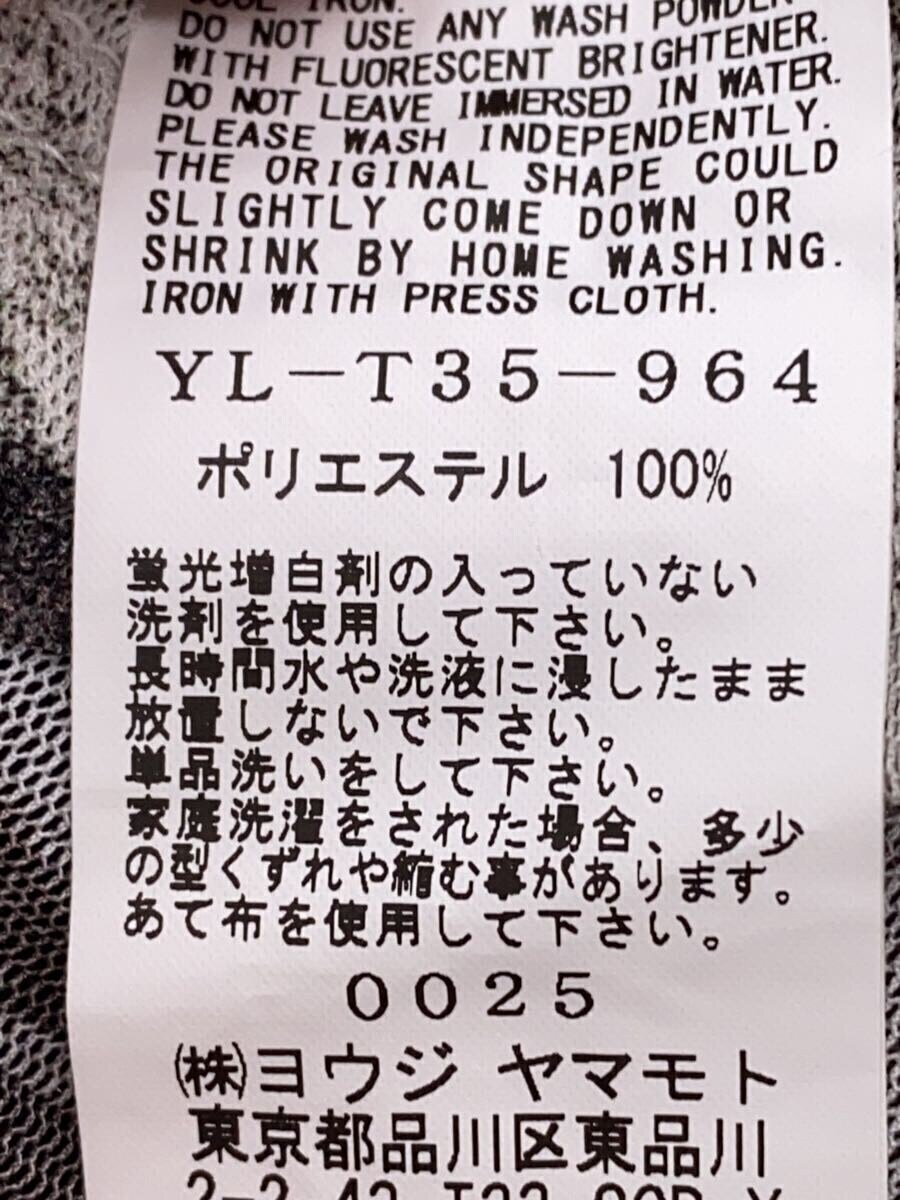 COOL IRON.
DO NOT USE ANY WASH POWDER
WITH FLUORESCENT BRIGHTENER.
DO NOT LEAVE IMMERSED IN WATER.
PLEASE WASH INDEPENDENTLY.
THE ORIGINAL SHAPE COULD
SLIGHTLY COME DOWN OR
SHRINK BY HOME WASHING.
IRON WITH PRESS CLOTH.
YL-T35-964
ポリエステル 100%
蛍光増白剤の入っていない
洗剤を使用して下さい。
長時間水や洗液に浸したまま
放置しないで下さい。
単品洗いをして下さい。
家庭洗濯をされた場合、多少
の型くずれや縮む事があります。
あて布を使用して下さい。
0025
㈱ヨウジ ヤマモト
東京都品川区東品川